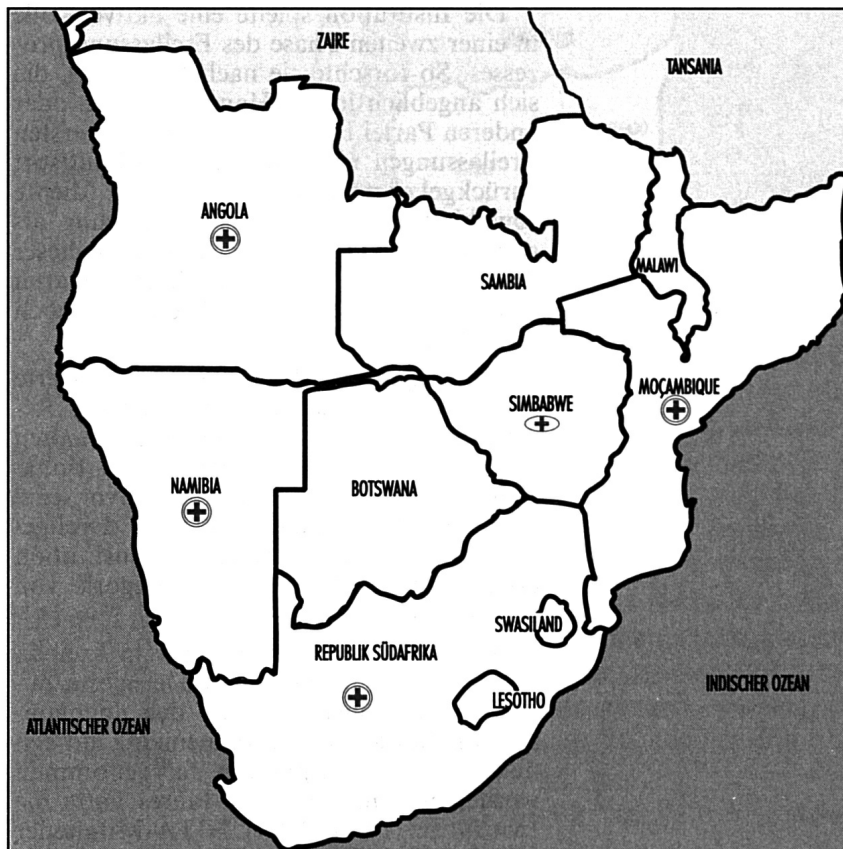 ZAIRE
TANSANIA
ANGOLA
SAMBIA
MALAWI
MOÇAMBIQUE
SIMBABWE
NAMIBIA
BOTSWANA
SWASILAND
REPUBLIK SÜDAFRIKA
LESOTHO
INDISCHER OZEAN
ATLANTISCHER OZEAN